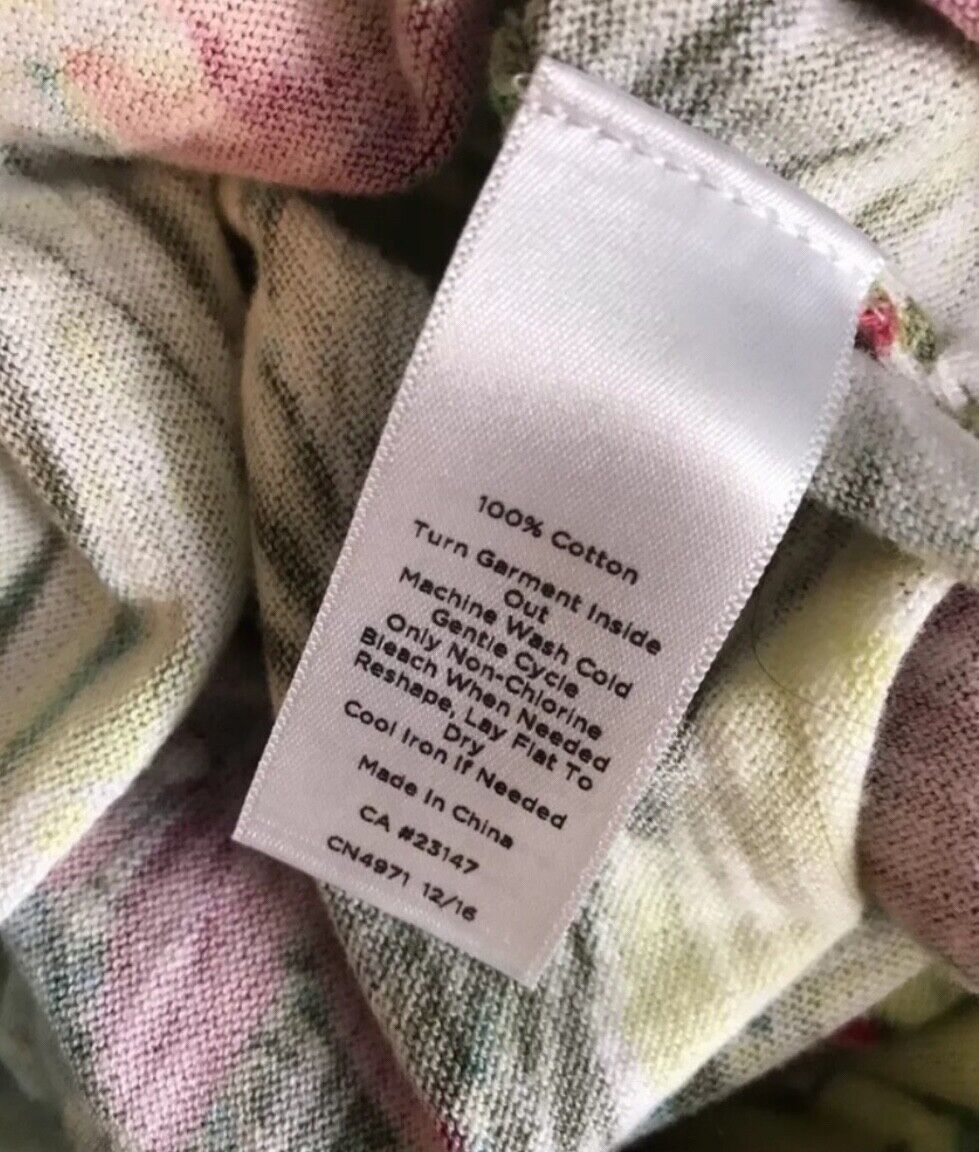 100% Cotton
Turn Garment Inside
Out
Machine Wash Cold
Gentle Cycle
Only Non-Chlorine
Bleach When Needed
Reshape, Lay Flat To
Dry
Cool Iron If Needed
Made In China
CA #23147
CN4971 12/16